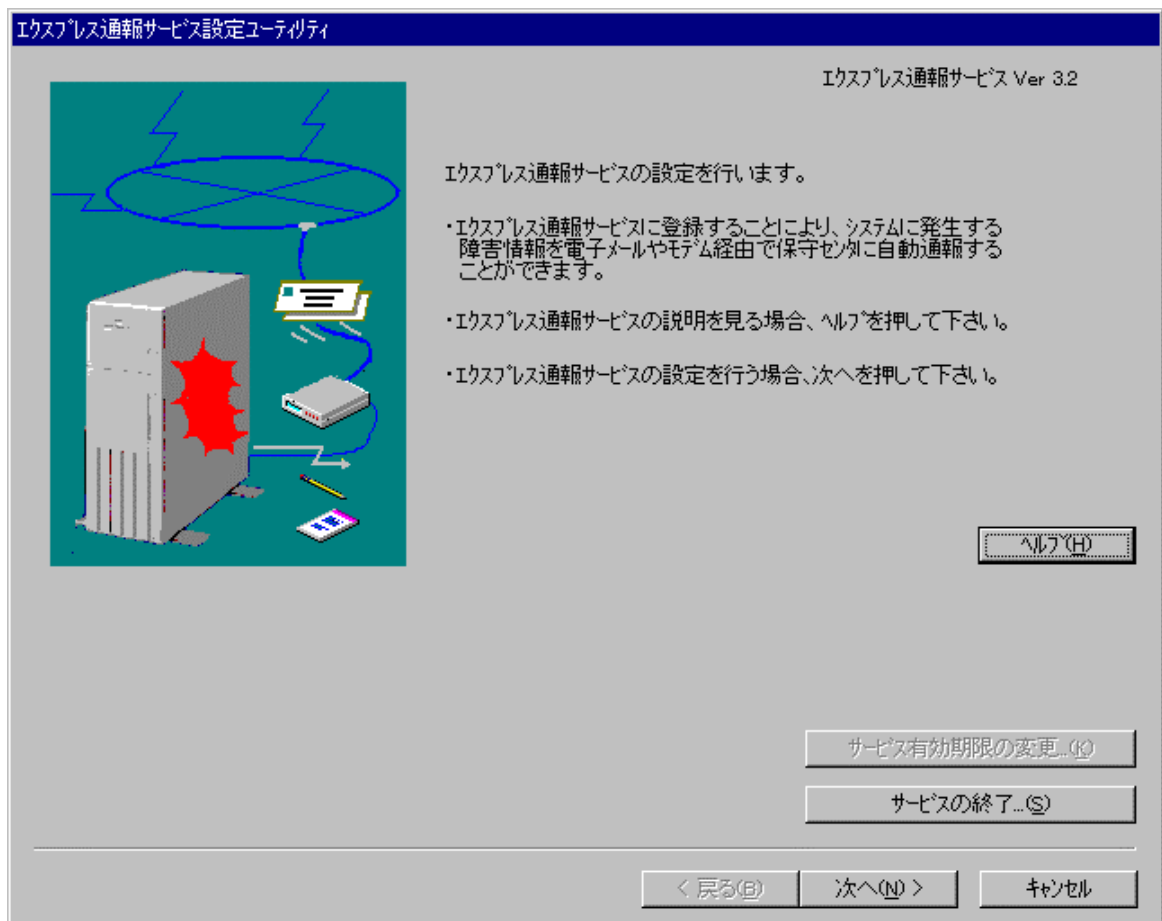 ｴｸｽﾌﾟﾚｽ通報ｻｰﾋﾞｽ設定ﾕｰﾃｨﾘﾃｨ
ｴｸｽﾌﾟﾚｽ通報ｻｰﾋﾞｽ Ver 3.2
ｴｸｽﾌﾟﾚｽ通報ｻｰﾋﾞｽの設定を行います。
・ｴｸｽﾌﾟﾚｽ通報ｻｰﾋﾞｽに登録することにより、ｼｽﾃﾑに発生する
障害情報を電子ﾒｰﾙやﾓﾃﾞﾑ経由で保守ｾﾝﾀに自動通報する
ことができます。
・ｴｸｽﾌﾟﾚｽ通報ｻｰﾋﾞｽの説明を見る場合、ﾍﾙﾌﾟを押して下さい。
・ｴｸｽﾌﾟﾚｽ通報ｻｰﾋﾞｽの設定を行う場合、次へを押して下さい。
ﾍﾙﾌﾟ(H)
ｻｰﾋﾞｽ有効期限の変更...(K)
ｻｰﾋﾞｽの終了...(S)
< 戻る(B)
次へ(N) >
ｷｬﾝｾﾙ